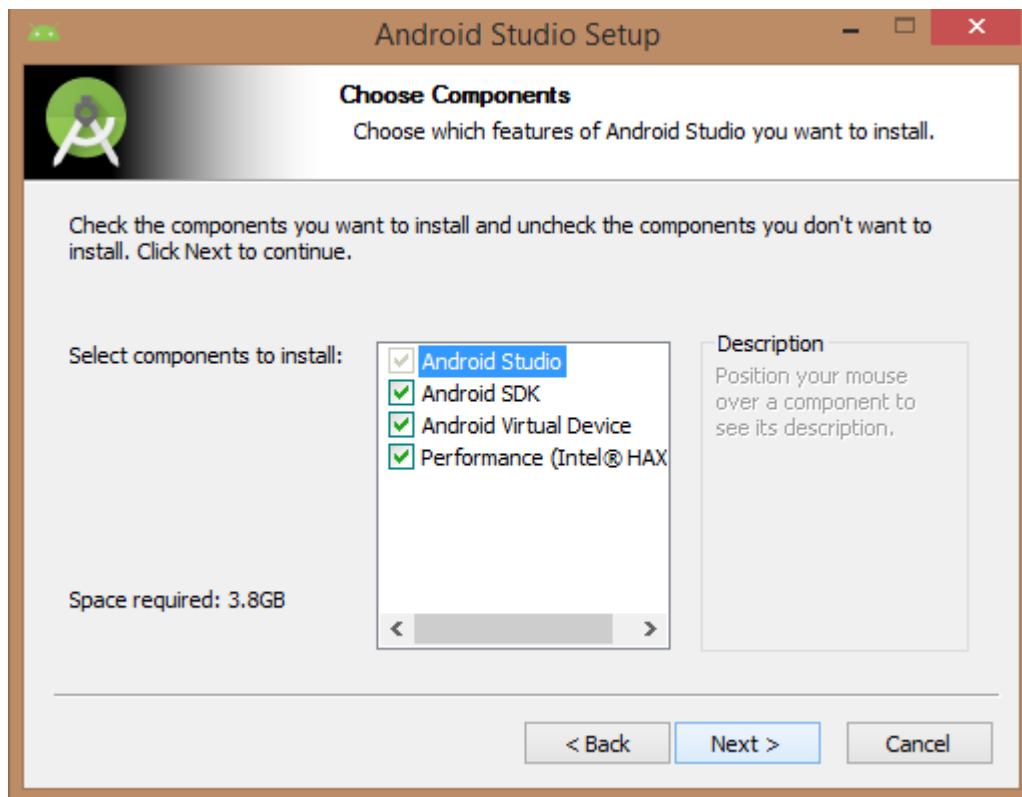 Android Studio Setup
Choose Components
Choose which features of Android Studio you want to install.
Check the components you want to install and uncheck the components you don't want to
install. Click Next to continue.
Select components to install:
Android Studio
Android SDK
Android Virtual Device
Performance (Intel® HAX
Description
Position your mouse
over a component to
see its description.
Space required: 3.8GB
< Back
Next >
Cancel